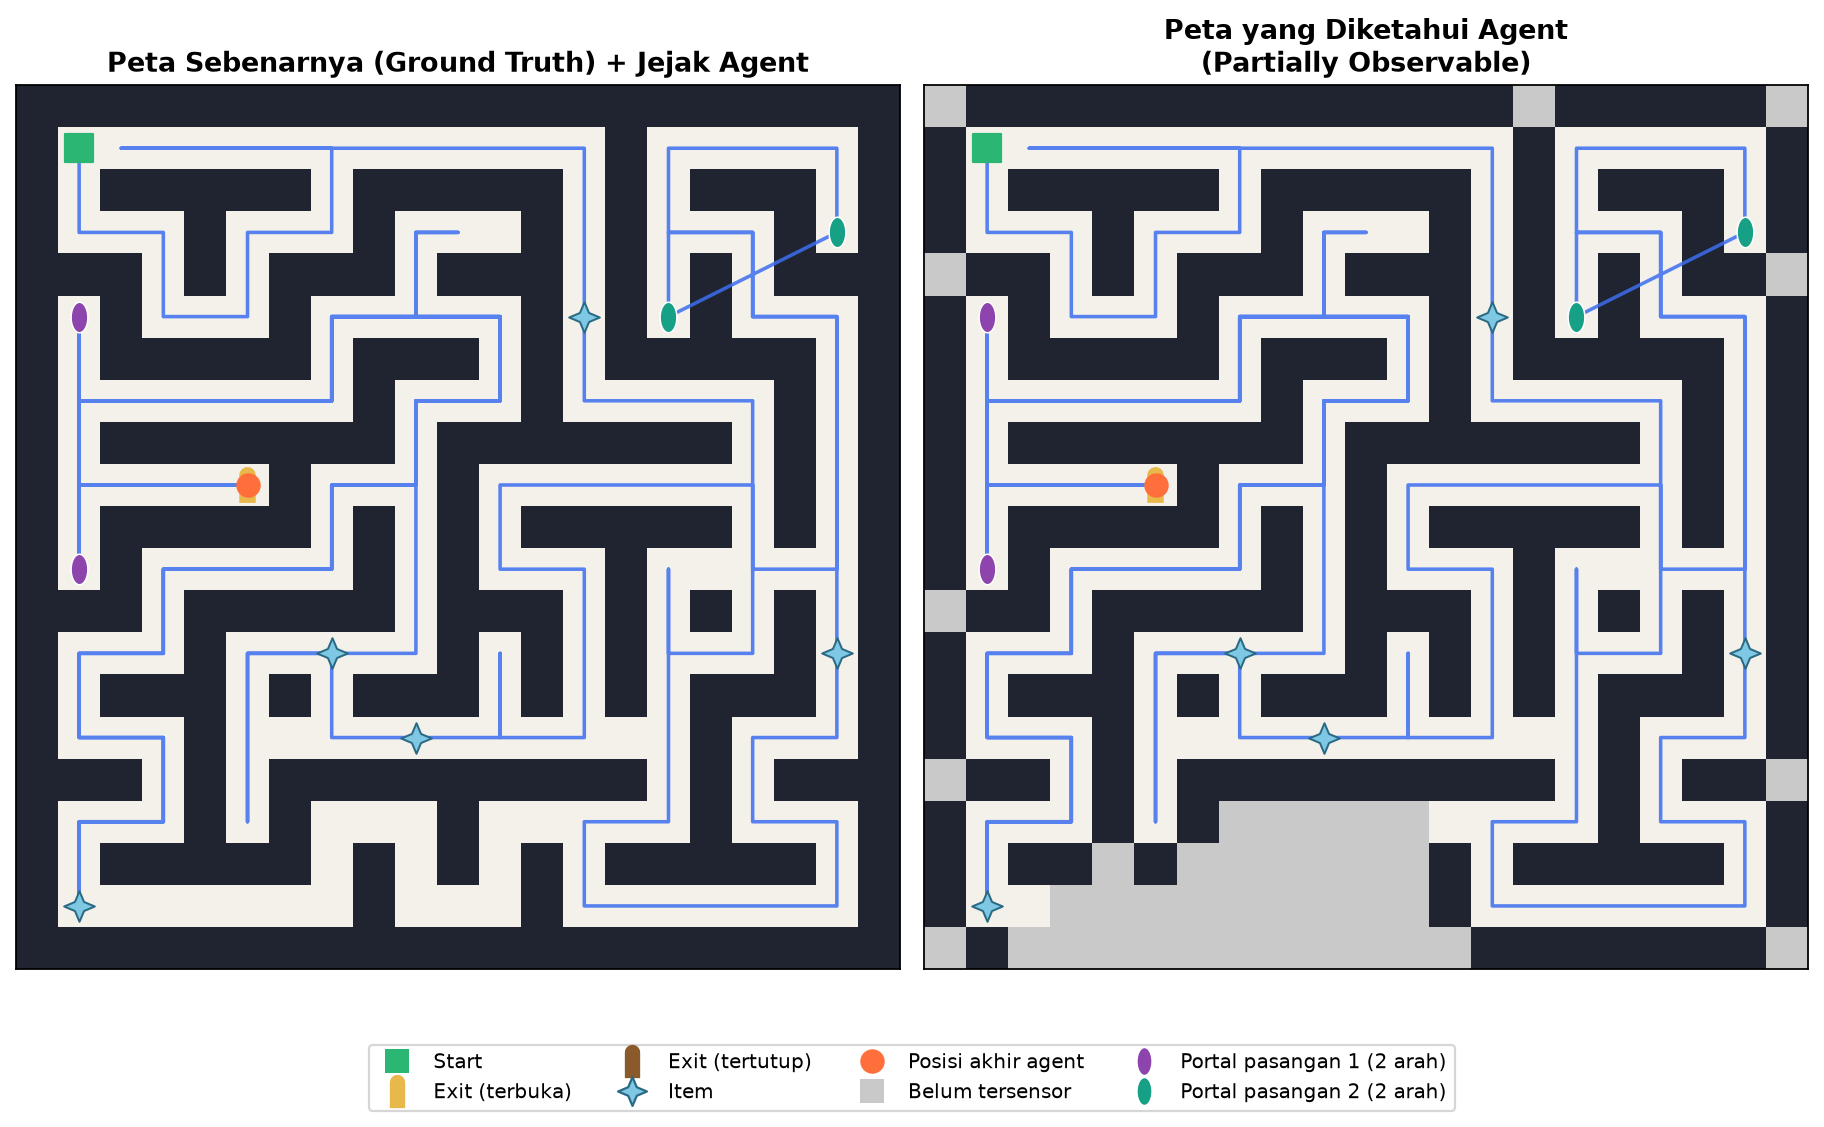 Peta Sebenarnya (Ground Truth) + Jejak Agent
Peta yang Diketahui Agent
(Partially Observable)
Start
Exit (terbuka)
Exit (tertutup)
Item
Posisi akhir agent
Belum tersensor
Portal pasangan 1 (2 arah)
Portal pasangan 2 (2 arah)